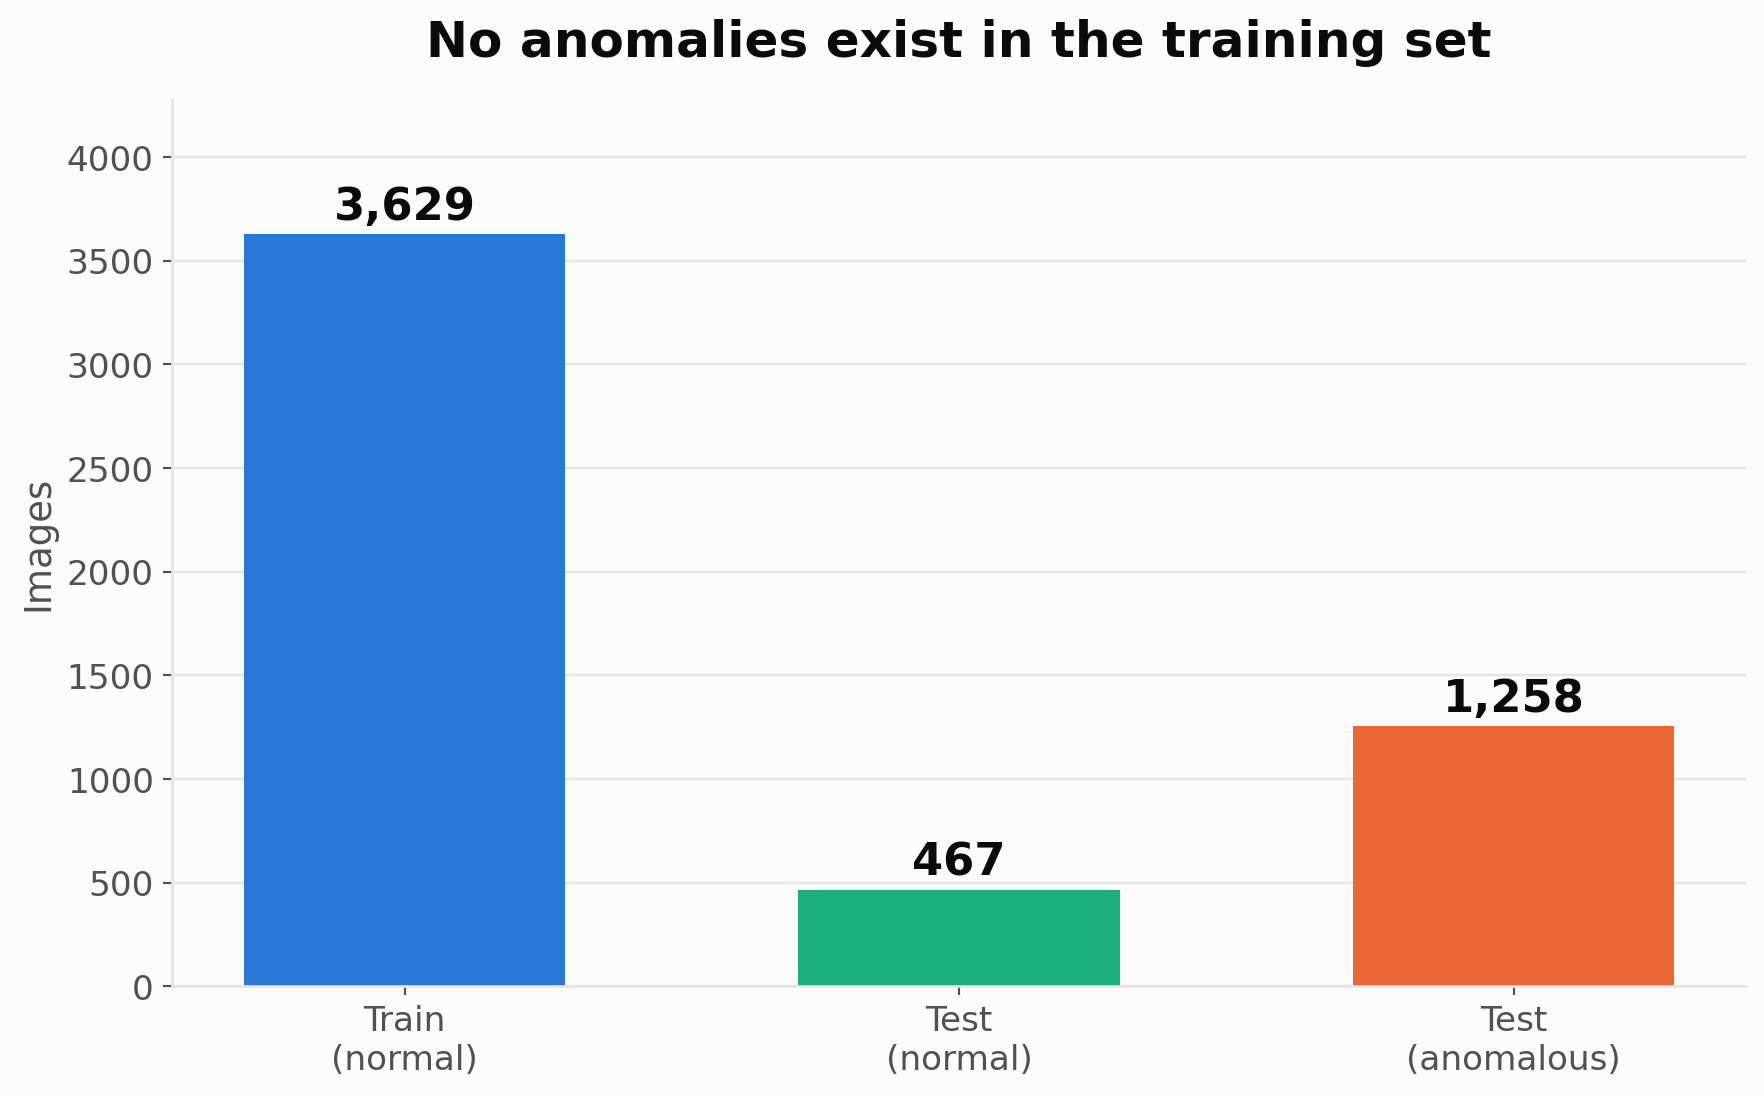 No anomalies exist in the training set
Images
4000
3500
3000
2500
2000
1500
1000
500
0
3,629
467
1,258
Train
(normal)
Test
(normal)
Test
(anomalous)